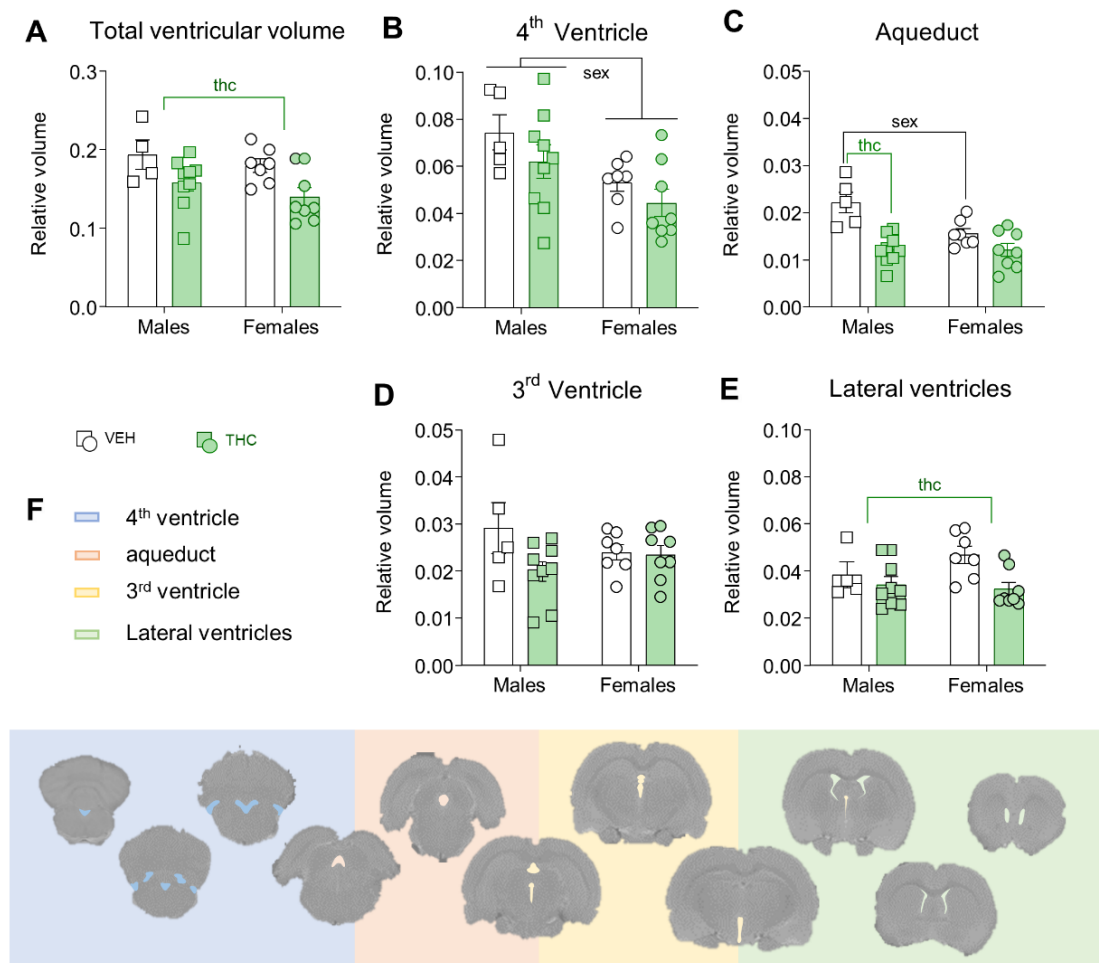 A Total ventricular volume
0.3
0.2
0.1
0.0
Relative volume
thc
Males Females
B 4th Ventricle
0.10
0.08
0.06
0.04
0.02
0.00
Relative volume
sex
Males Females
C Aqueduct
0.05
0.04
0.03
0.02
0.01
0.00
Relative volume
sex
thc
Males Females
VEH THC
D 3rd Ventricle
0.05
0.04
0.03
0.02
0.01
0.00
Relative volume
Males Females
E Lateral ventricles
0.10
0.08
0.06
0.04
0.02
0.00
Relative volume
thc
Males Females
F
4th ventricle
aqueduct
3rd ventricle
Lateral ventricles